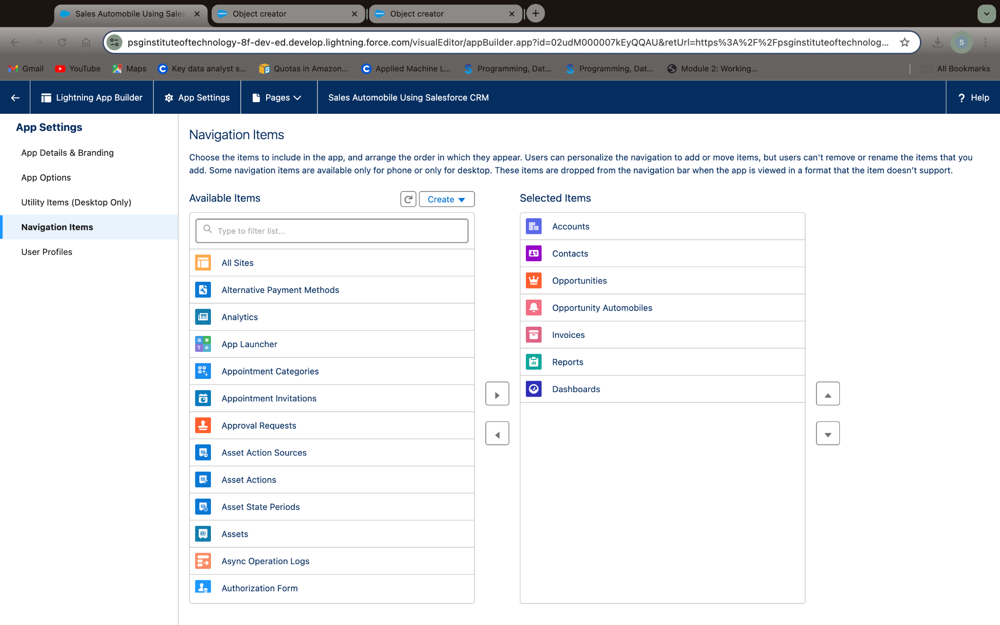 Sales Automobile Using Sales
Object creator
Object creator
psginstituteoftechnology-8f-dev-ed.develop.lightning.force.com/visualEditor/appBuilder.app?id=02udM000007kEyQQAU&retUrl=https%3A%2F%2Fpsginstituteoftechnolog...
S
Gmail
YouTube
Maps
Key data analyst s...
Quotas in Amazon...
Applied Machine L...
Programming, Dat...
Programming, Dat...
Module 2: Working...
All Bookmarks
Lightning App Builder
App Settings
Pages
Sales Automobile Using Salesforce CRM
? Help
App Settings
App Details & Branding
App Options
Utility Items (Desktop Only)
Navigation Items
User Profiles
Navigation Items
Choose the items to include in the app, and arrange the order in which they appear. Users can personalize the navigation to add or move items, but users can't remove or rename the items that you
add. Some navigation items are available only for phone or only for desktop. These items are dropped from the navigation bar when the app is viewed in a format that the item doesn’t support.
Available Items
Create
Type to filter list...
All Sites
Alternative Payment Methods
Analytics
App Launcher
Appointment Categories
Appointment Invitations
Approval Requests
Asset Action Sources
Asset Actions
Asset State Periods
Assets
Async Operation Logs
Authorization Form
Selected Items
Accounts
Contacts
Opportunities
Opportunity Automobiles
Invoices
Reports
Dashboards